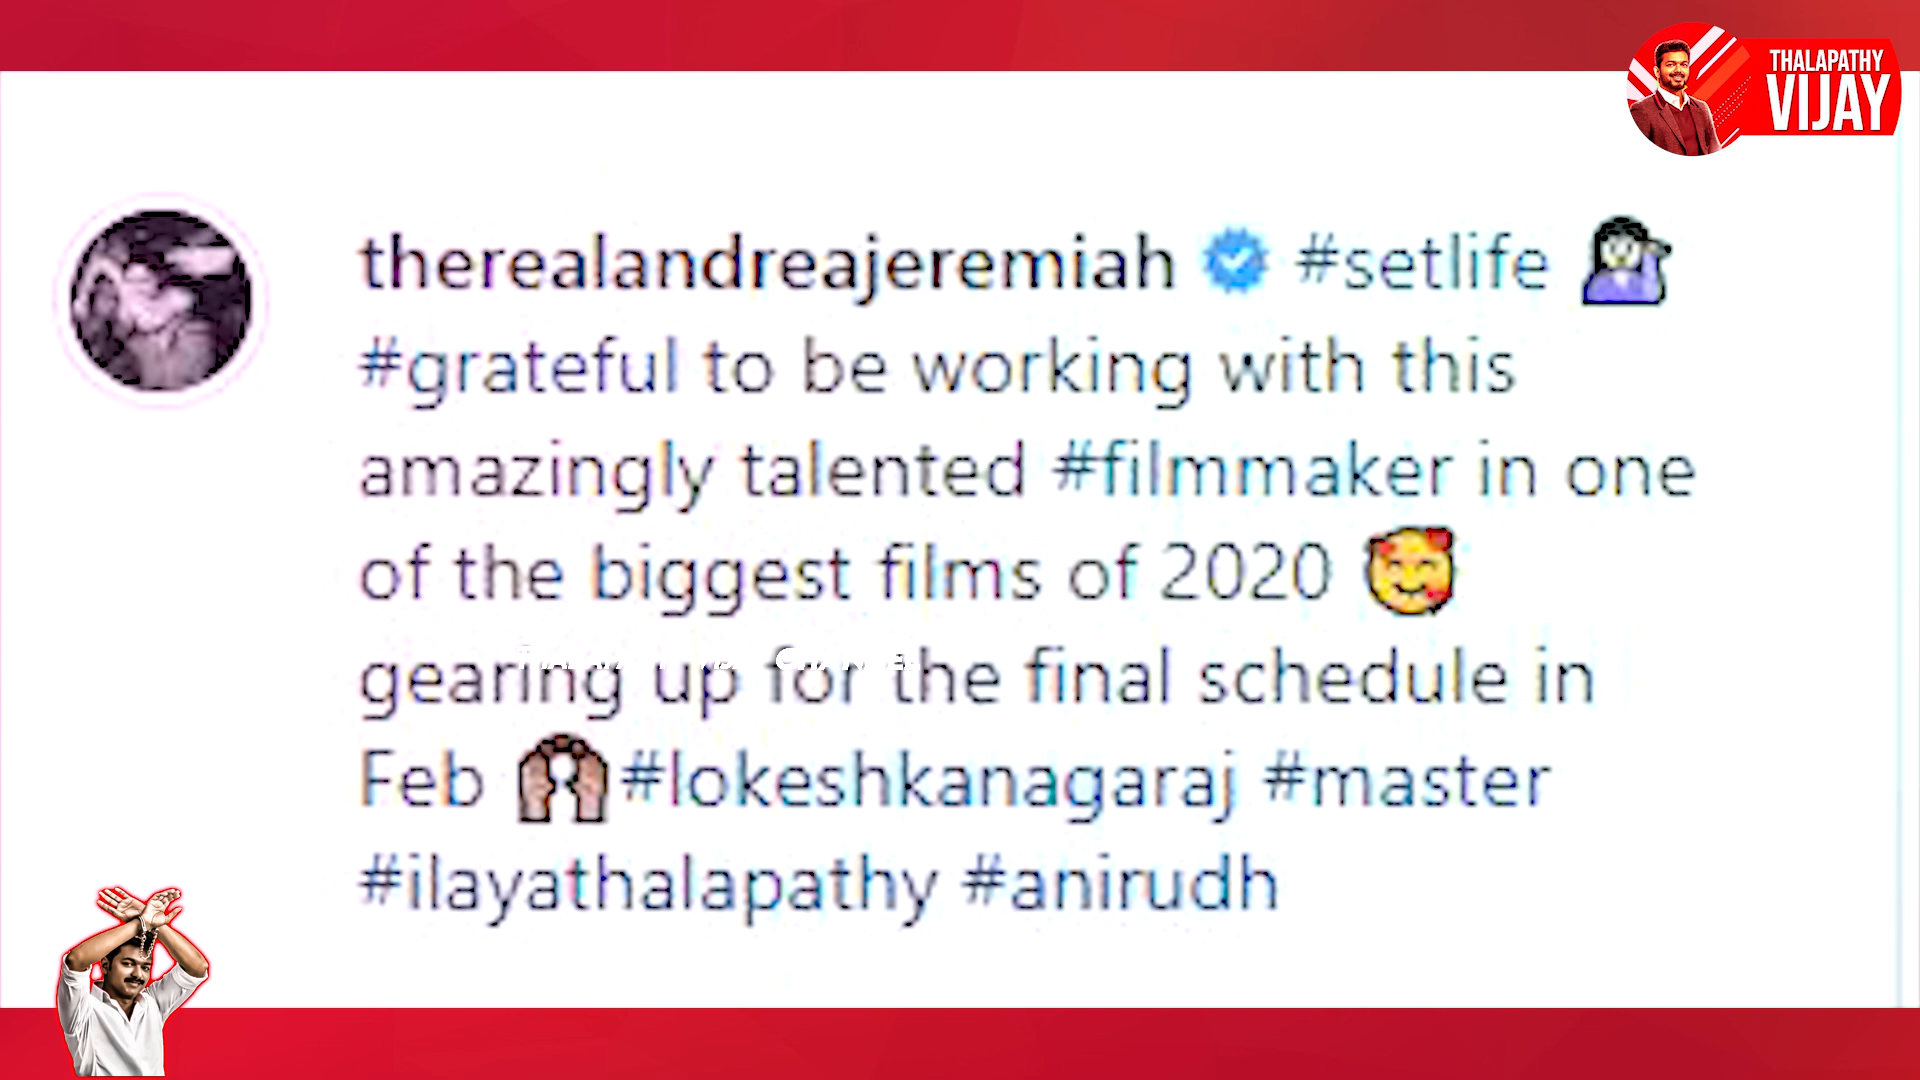 THALAPATHY
VIJAY
therealandreajeremiah #setlife 🤦🏻‍♀️
#grateful to be working with this
amazingly talented #filmmaker in one
of the biggest films of 2020 🥰
gearing up for the final schedule in
Feb 🙌🏽#lokeshkanagaraj #master
#ilayathalapathy #anirudh